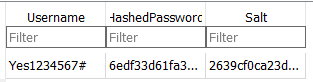 Username HashedPassword Salt
Filter Filter Filter
Yes1234567# 6edf33d61fa3... 2639cf0ca23d...